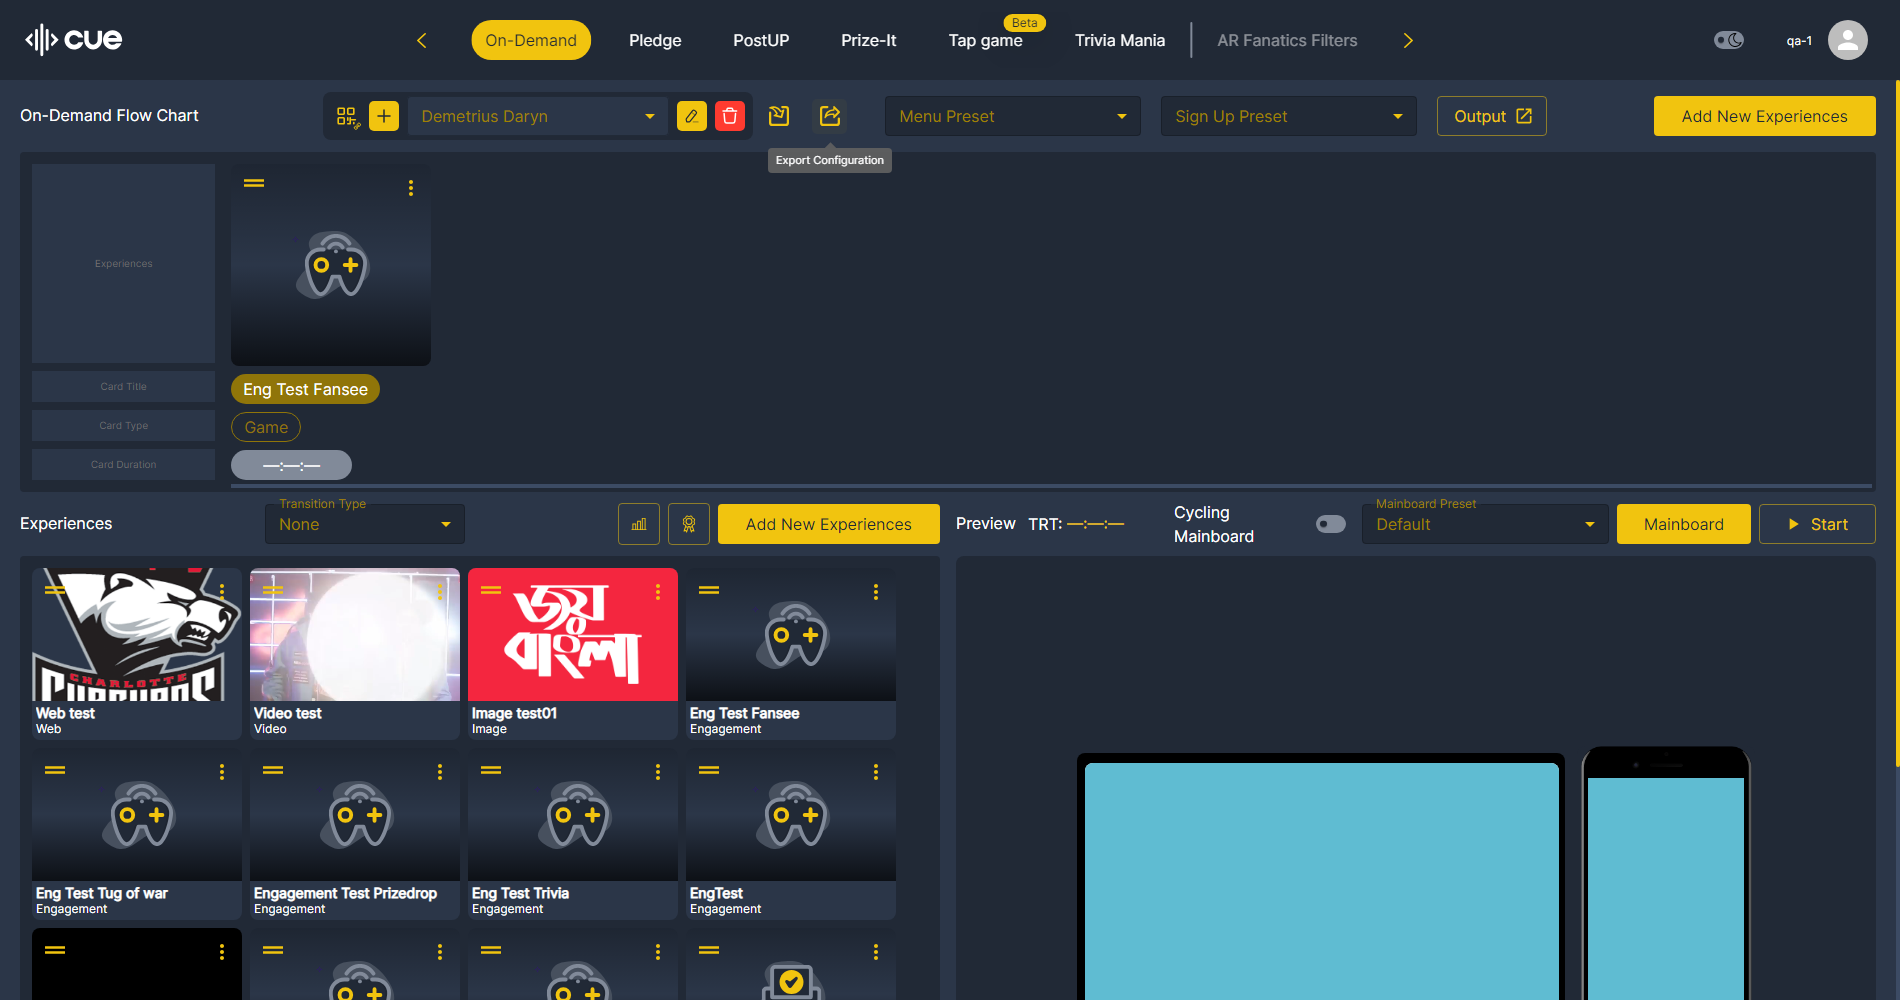 cue
On-Demand
Pledge
PostUP
Prize-It
Tap game
Beta
Trivia Mania
AR Fanatics Filters
qa-1
On-Demand Flow Chart
Demetrius Daryn
Menu Preset
Sign Up Preset
Output
Add New Experiences
Export Configuration
Experiences
Card Title
Eng Test Fansee
Card Type
Game
Card Duration
—:—:—
Experiences
Transition Type
None
Add New Experiences
Preview
TRT: —:—:—
Cycling
Mainboard
Mainboard Preset
Default
Mainboard
Start
CHARLOTTE
জয়
বাংলা
Web test
Web
Video test
Video
Image test01
Image
Eng Test Fansee
Engagement
Eng Test Tug of war
Engagement
Engagement Test Prizedrop
Engagement
Eng Test Trivia
Engagement
EngTest
Engagement